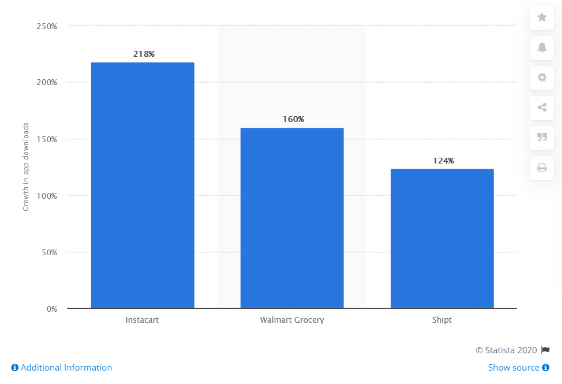 250%
218%
200%
160%
150%
124%
100%
50%
0%
Growth in app downloads
Instacart
Walmart Grocery
Shipt
© Statista 2020
Additional Information
Show source